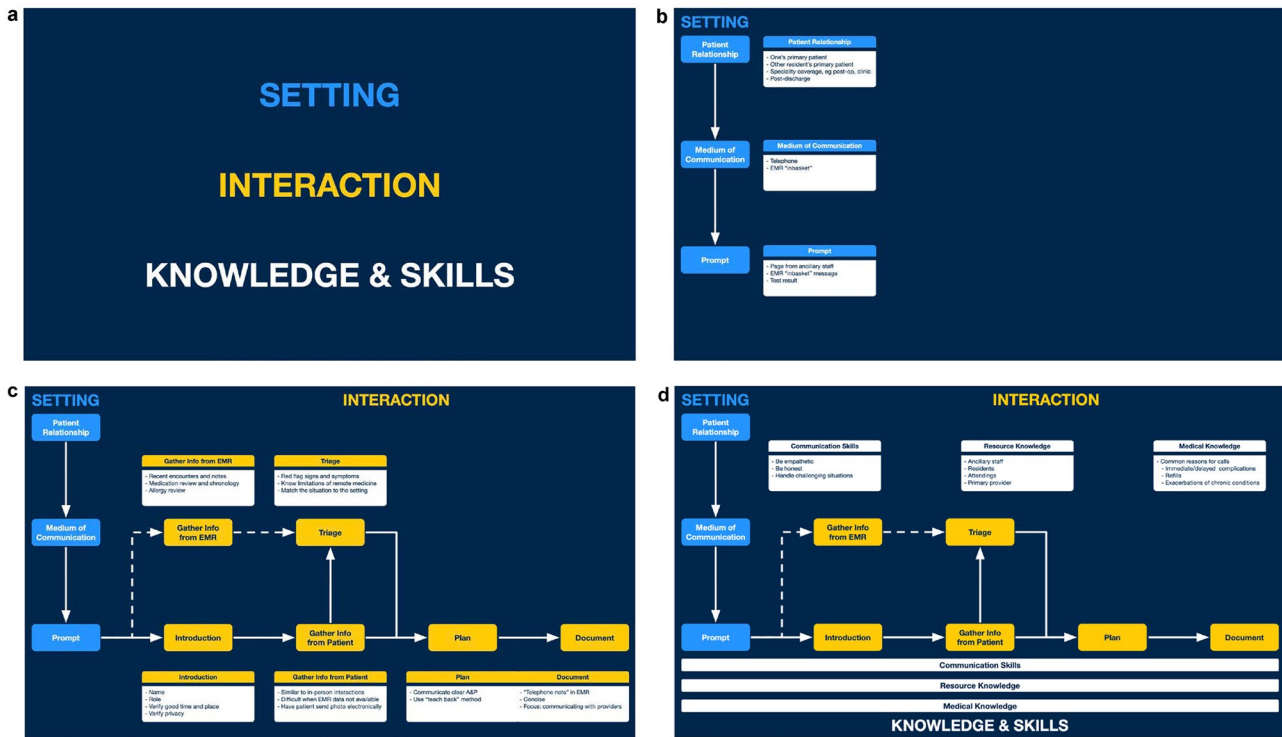 a
SETTING
INTERACTION
KNOWLEDGE & SKILLS
b
SETTING
Patient
Relationship
Patient Relationship
- One's primary patient
- Other resident's primary patient
- Speciality coverage, eg post-op, clinic
- Post-discharge
Medium of
Communication
Medium of Communication
- Telephone
- EMR "inbasket"
Prompt
Prompt
- Page from ancillary staff
- EMR "inbasket" message
- Test result
c
SETTING
INTERACTION
Patient
Relationship
Gather Info from EMR
- Recent encounters and notes
- Medication review and chronology
- Allergy review
Triage
- Red flag signs and symptoms
- Know limitations of remote medicine
- Match the situation to the setting
Medium of
Communication
Gather Info
from EMR
Triage
Prompt
Introduction
Gather Info
from Patient
Plan
Document
Introduction
- Name
- Role
- Verify good time and place
- Verify privacy
Gather Info from Patient
- Similar to in-person interactions
- Difficult when EMR data not available
- Have patient send photo electronically
Plan
- Communicate clear A&P
- Use "teach back" method
Document
- "Telephone note" in EMR
- Concise
- Focus: communicating with providers
d
SETTING
INTERACTION
Patient
Relationship
Communication Skills
- Be empathetic
- Be honest
- Handle challenging situations
Resource Knowledge
- Ancillary staff
- Residents
- Attendings
- Primary provider
Medical Knowledge
- Common reasons for calls
- Immediate/delayed complications
- Refills
- Exacerbations of chronic conditions
Medium of
Communication
Gather Info
from EMR
Triage
Prompt
Introduction
Gather Info
from Patient
Plan
Document
Communication Skills
Resource Knowledge
Medical Knowledge
KNOWLEDGE & SKILLS